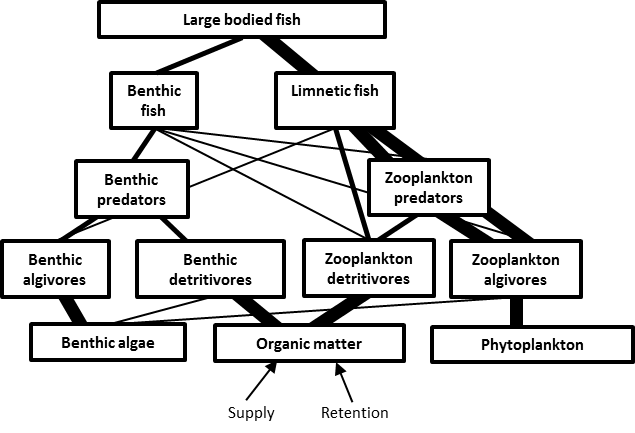 Large bodied fish
Benthic
fish
Limnetic fish
Benthic
predators
Zooplankton
predators
Benthic
algivores
Benthic
detritivores
Zooplankton
detritivores
Zooplankton
algivores
Benthic algae
Organic matter
Phytoplankton
Supply
Retention